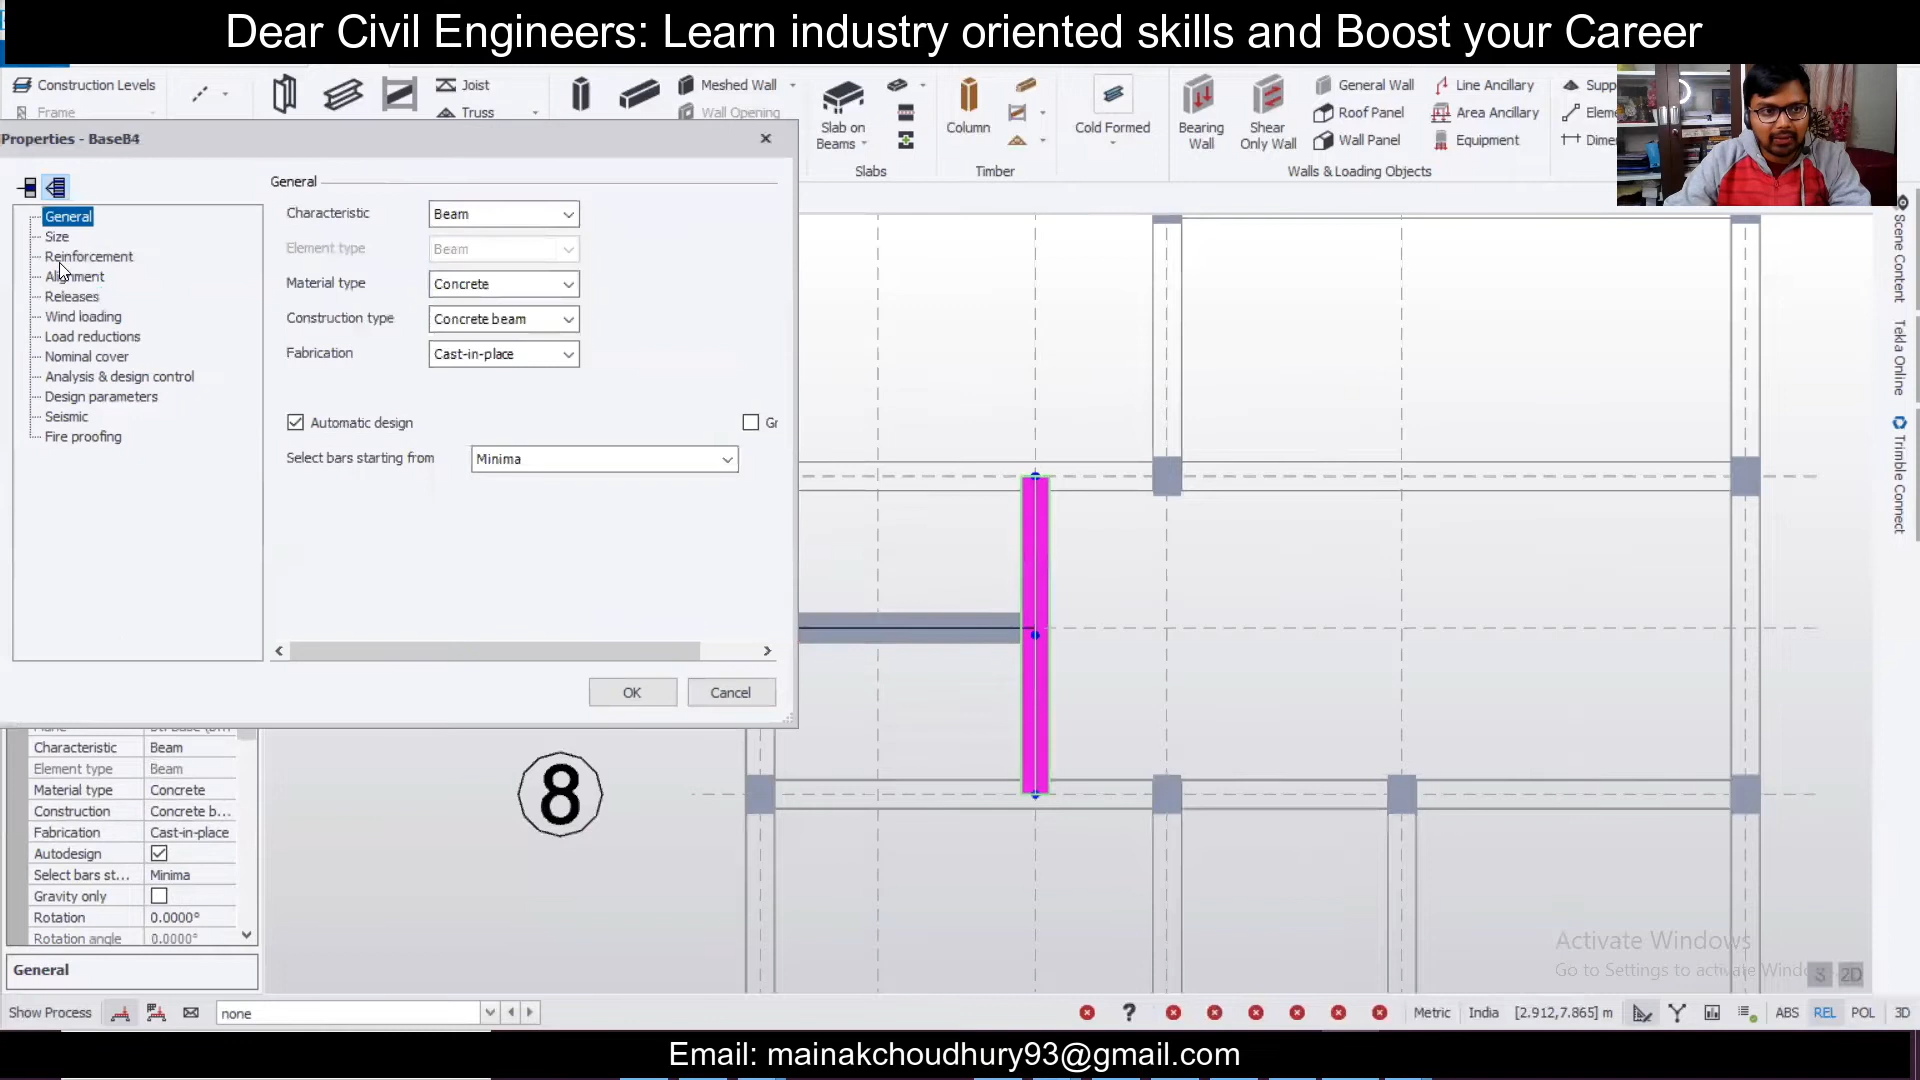 Dear Civil Engineers: Learn industry oriented skills and Boost your Career
Construction Levels
Frame
Joist
Truss
Meshed Wall
Wall Opening
Slab on
Beams
Slabs
Column
Timber
Cold Formed
Bearing
Wall
Shear
Only Wall
General Wall
Roof Panel
Wall Panel
Line Ancillary
Area Ancillary
Equipment
Walls & Loading Objects
Properties - BaseB4
General
Size
Reinforcement
Alignment
Releases
Wind loading
Load reductions
Nominal cover
Analysis & design control
Design parameters
Seismic
Fire proofing
General
Characteristic Beam
Element type Beam
Material type Concrete
Construction type Concrete beam
Fabrication Cast-in-place
Automatic design Gr
Select bars starting from Minima
OK Cancel
Characteristic Beam
Element type Beam
Material type Concrete
Construction Concrete b...
Fabrication Cast-in-place
Autodesign
Select bars st... Minima
Gravity only
Rotation 0.0000°
Rotation angle 0.0000°
General
8
Scene Content
Tekla Online
Trimble Connect
Activate Windows
Go to Settings to activate
S 2D
Show Process none Metric India [2.912,7.865] m ABS REL POL 3D
Email: mainakchoudhury93@gmail.com